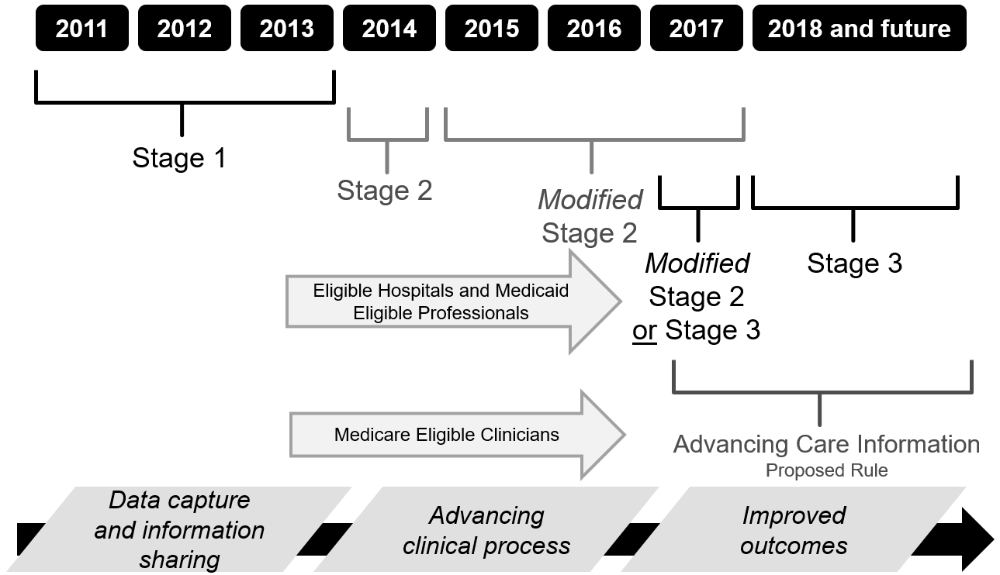 2011
2012
2013
2014
2015
2016
2017
2018 and future
Stage 1
Stage 2
Modified
Stage 2
Modified
Stage 2
or Stage 3
Stage 3
Eligible Hospitals and Medicaid
Eligible Professionals
Medicare Eligible Clinicians
Advancing Care Information
Proposed Rule
Data capture
and information
sharing
Advancing
clinical process
Improved
outcomes